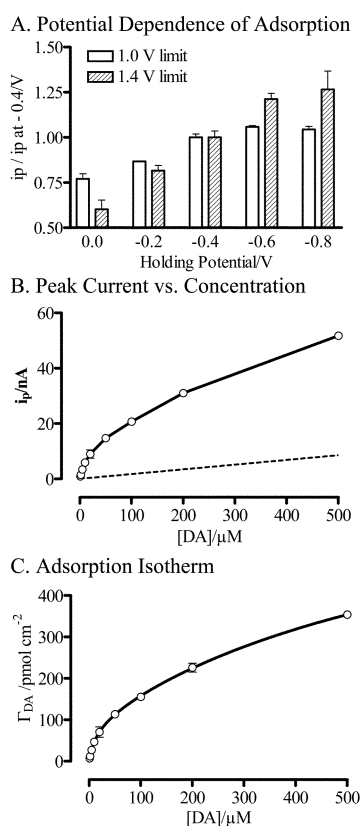 A. Potential Dependence of Adsorption
ip / ip at - 0.4/V
1.50
1.25
1.00
0.75
0.50
1.0 V limit
1.4 V limit
0.0 -0.2 -0.4 -0.6 -0.8
Holding Potential/V
B. Peak Current vs. Concentration
iₚ/nA
60
40
20
0
0 100 200 300 400 500
[DA]/µM
C. Adsorption Isotherm
Γ_DA /pmol cm⁻²
400
300
200
100
0
0 100 200 300 400 500
[DA]/µM